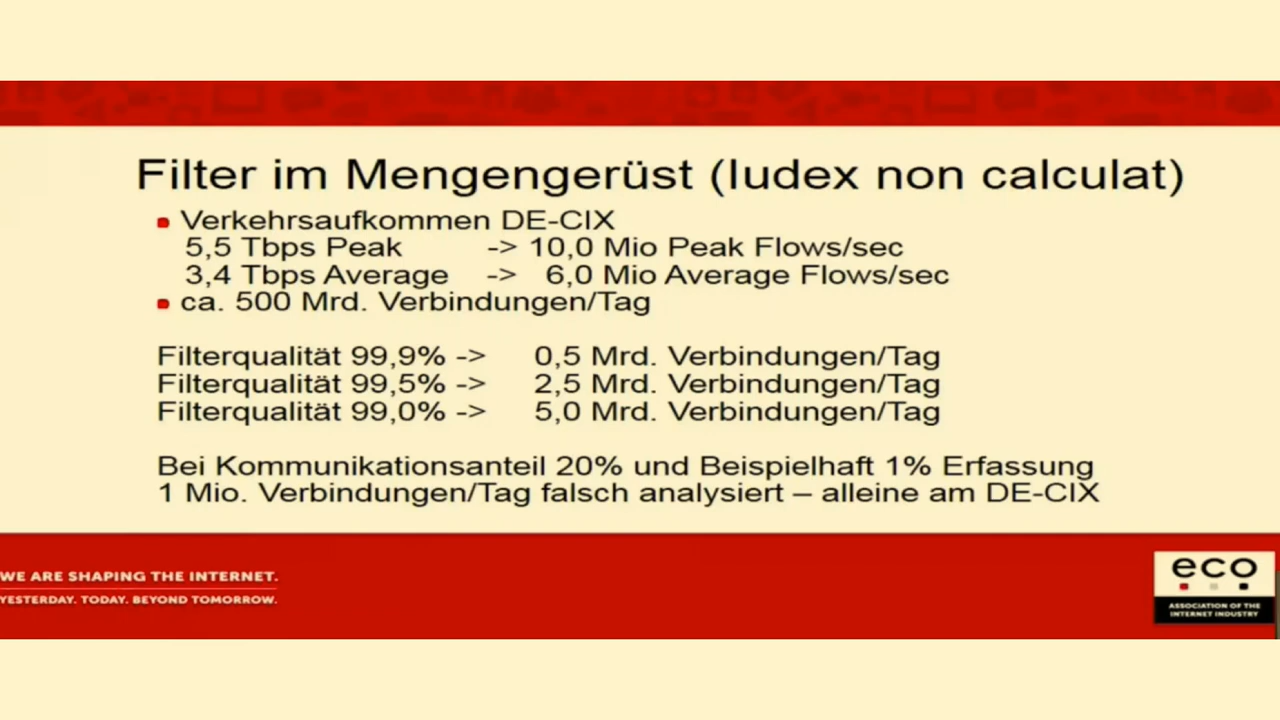 Filter im Mengengerüst (Iudex non calculat)
Verkehrsaufkommen DE-CIX
5,5 Tbps Peak -> 10,0 Mio Peak Flows/sec
3,4 Tbps Average -> 6,0 Mio Average Flows/sec
ca. 500 Mrd. Verbindungen/Tag
Filterqualität 99,9% -> 0,5 Mrd. Verbindungen/Tag
Filterqualität 99,5% -> 2,5 Mrd. Verbindungen/Tag
Filterqualität 99,0% -> 5,0 Mrd. Verbindungen/Tag
Bei Kommunikationsanteil 20% und Beispielhaft 1% Erfassung
1 Mio. Verbindungen/Tag falsch analysiert – alleine am DE-CIX
WE ARE SHAPING THE INTERNET.
YESTERDAY. TODAY. BEYOND TOMORROW.
eco
ASSOCIATION OF THE
INTERNET INDUSTRY